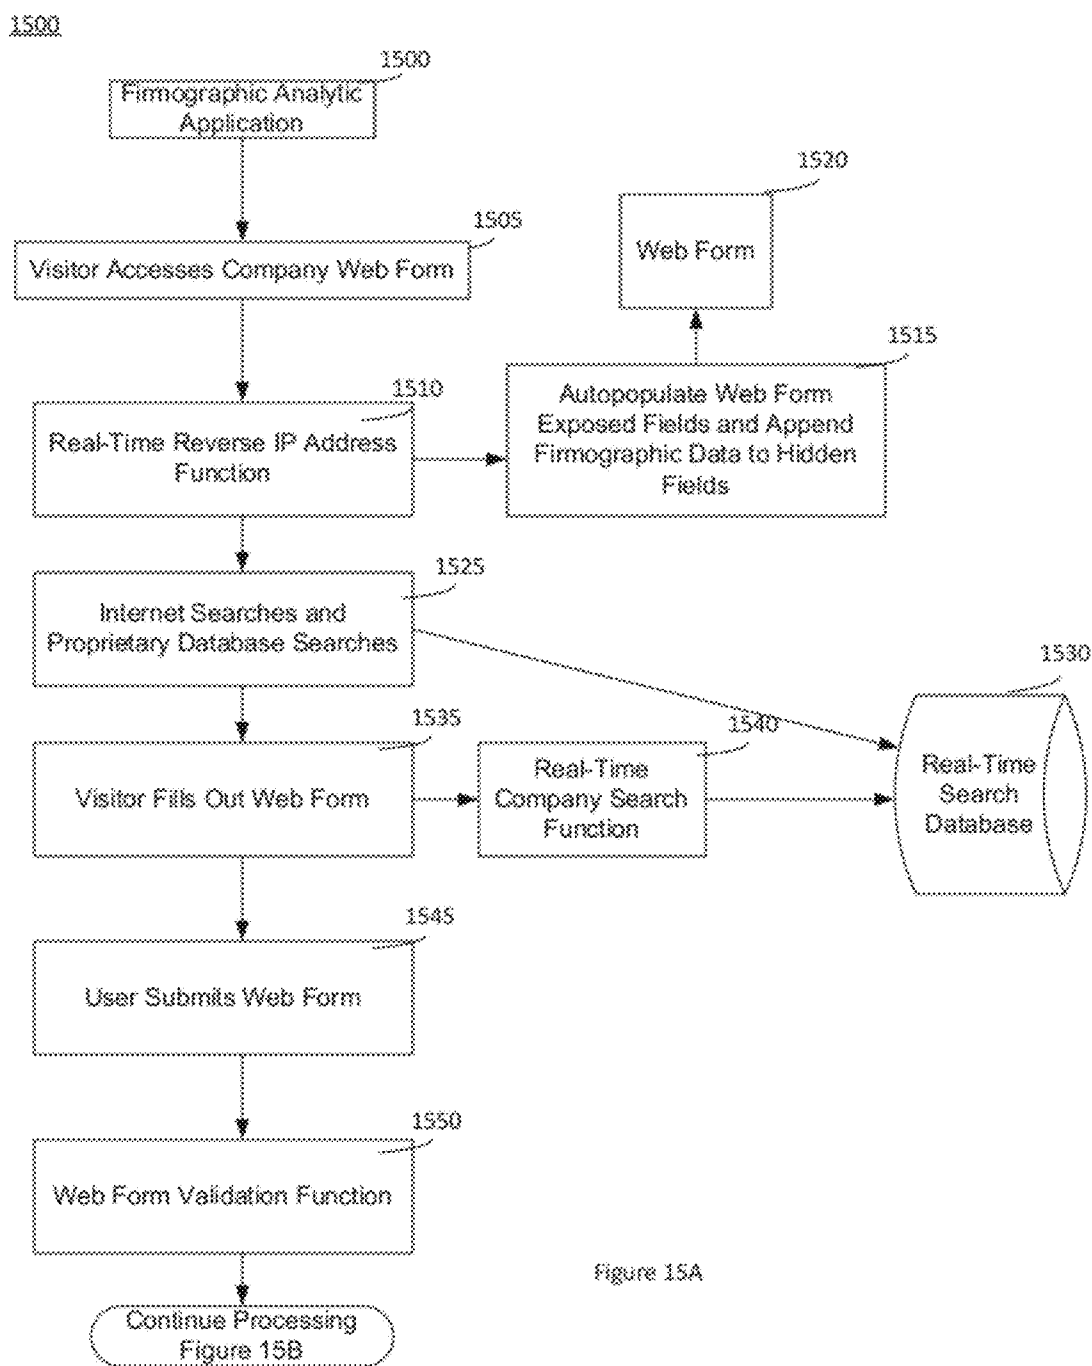 1500
1500
Firmographic Analytic
Application
1520
Web Form
1505
Visitor Accesses Company Web Form
1515
Autopopulate Web Form
Exposed Fields and Append
Firmographic Data to Hidden
Fields
1510
Real-Time Reverse IP Address
Function
1525
Internet Searches and
Proprietary Database Searches
1530
Real-Time
Search
Database
1535
Visitor Fills Out Web Form
1540
Real-Time
Company Search
Function
1545
User Submits Web Form
1550
Web Form Validation Function
Figure 15A
Continue Processing
Figure 15B